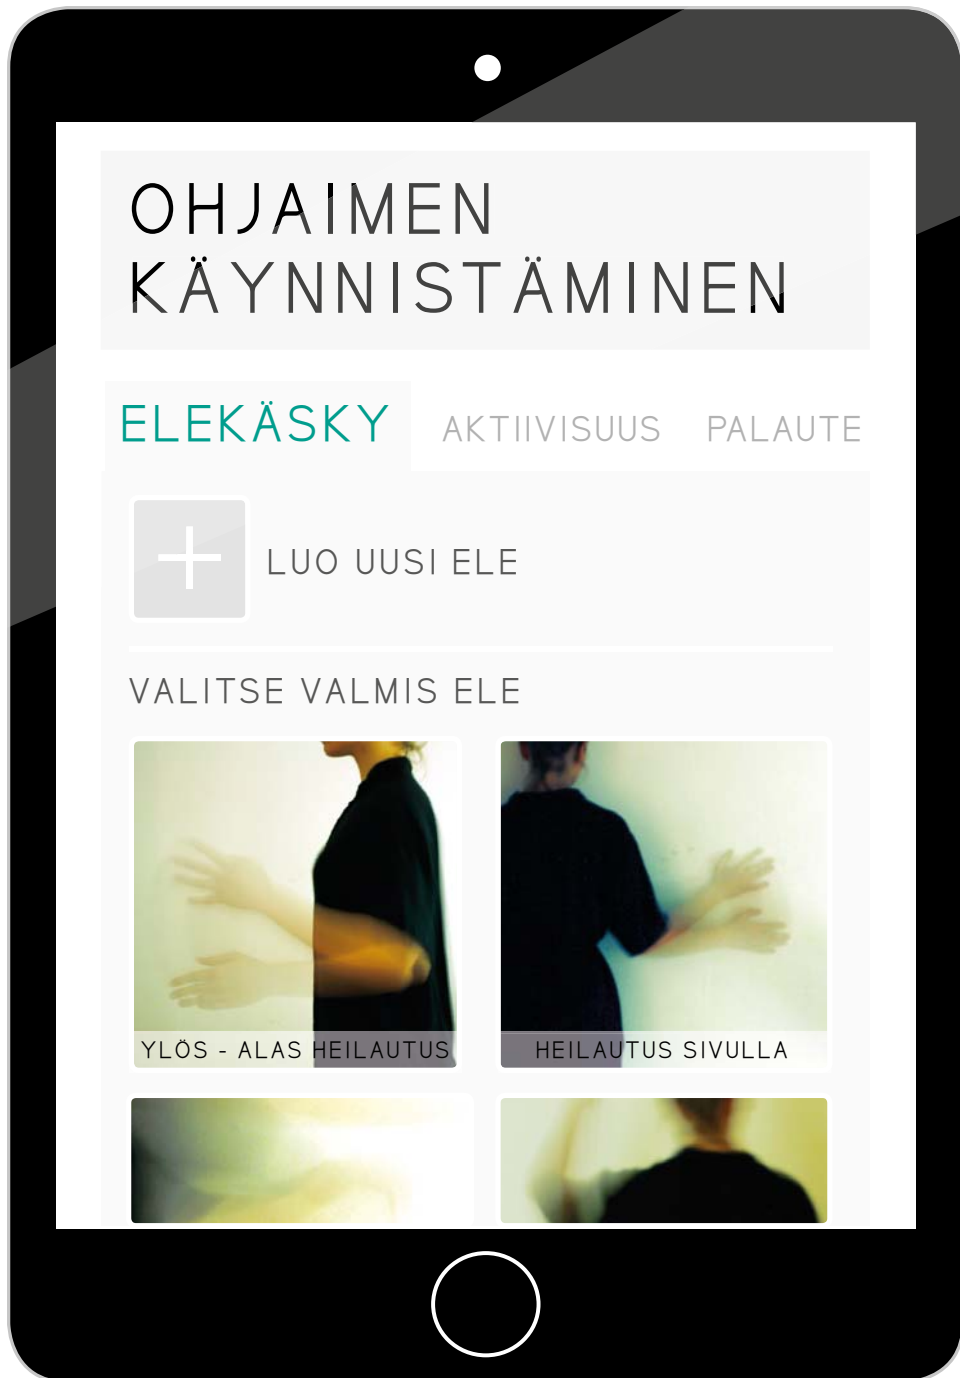 OHJAIMEN
KÄYNNISTÄMINEN
ELEKÄSKY AKTIIVISUUS PALAUTE
LUO UUSI ELE
VALITSE VALMIS ELE
YLÖS - ALAS HEILAUTUS HEILAUTUS SIVULLA